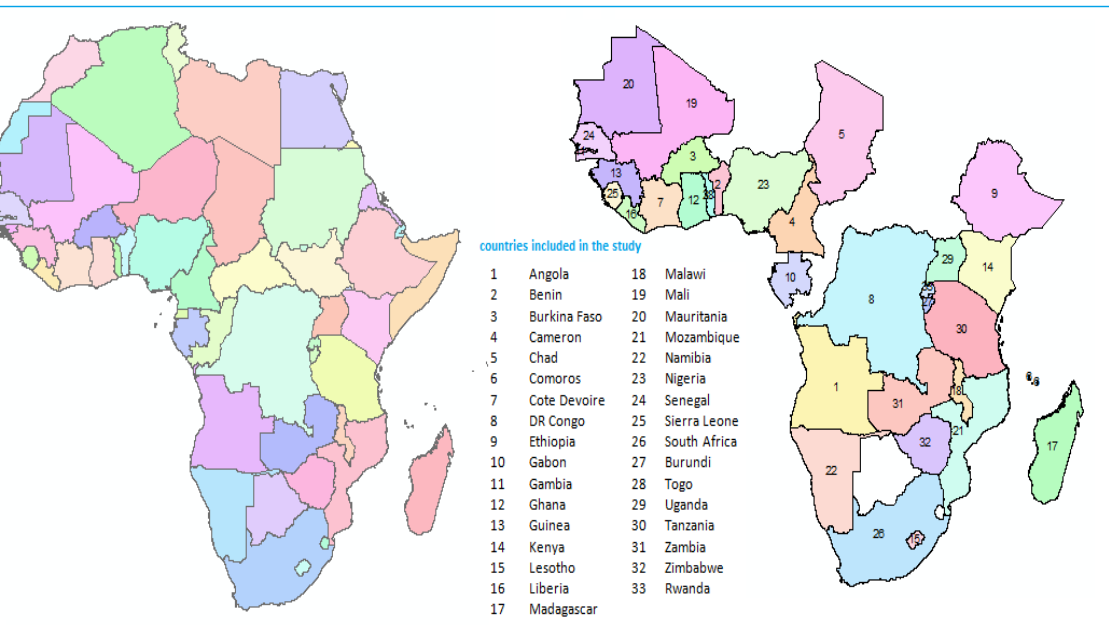 countries included in the study
1 Angola 18 Malawi
2 Benin 19 Mali
3 Burkina Faso 20 Mauritania
4 Cameron 21 Mozambique
5 Chad 22 Namibia
6 Comoros 23 Nigeria
7 Cote Devoire 24 Senegal
8 DR Congo 25 Sierra Leone
9 Ethiopia 26 South Africa
10 Gabon 27 Burundi
11 Gambia 28 Togo
12 Ghana 29 Uganda
13 Guinea 30 Tanzania
14 Kenya 31 Zambia
15 Lesotho 32 Zimbabwe
16 Liberia 33 Rwanda
17 Madagascar
20
19
24
5
3
13
2
23
9
25
12
7
16
4
29
14
10
8
30
1
18
31
21
32
17
22
26
15